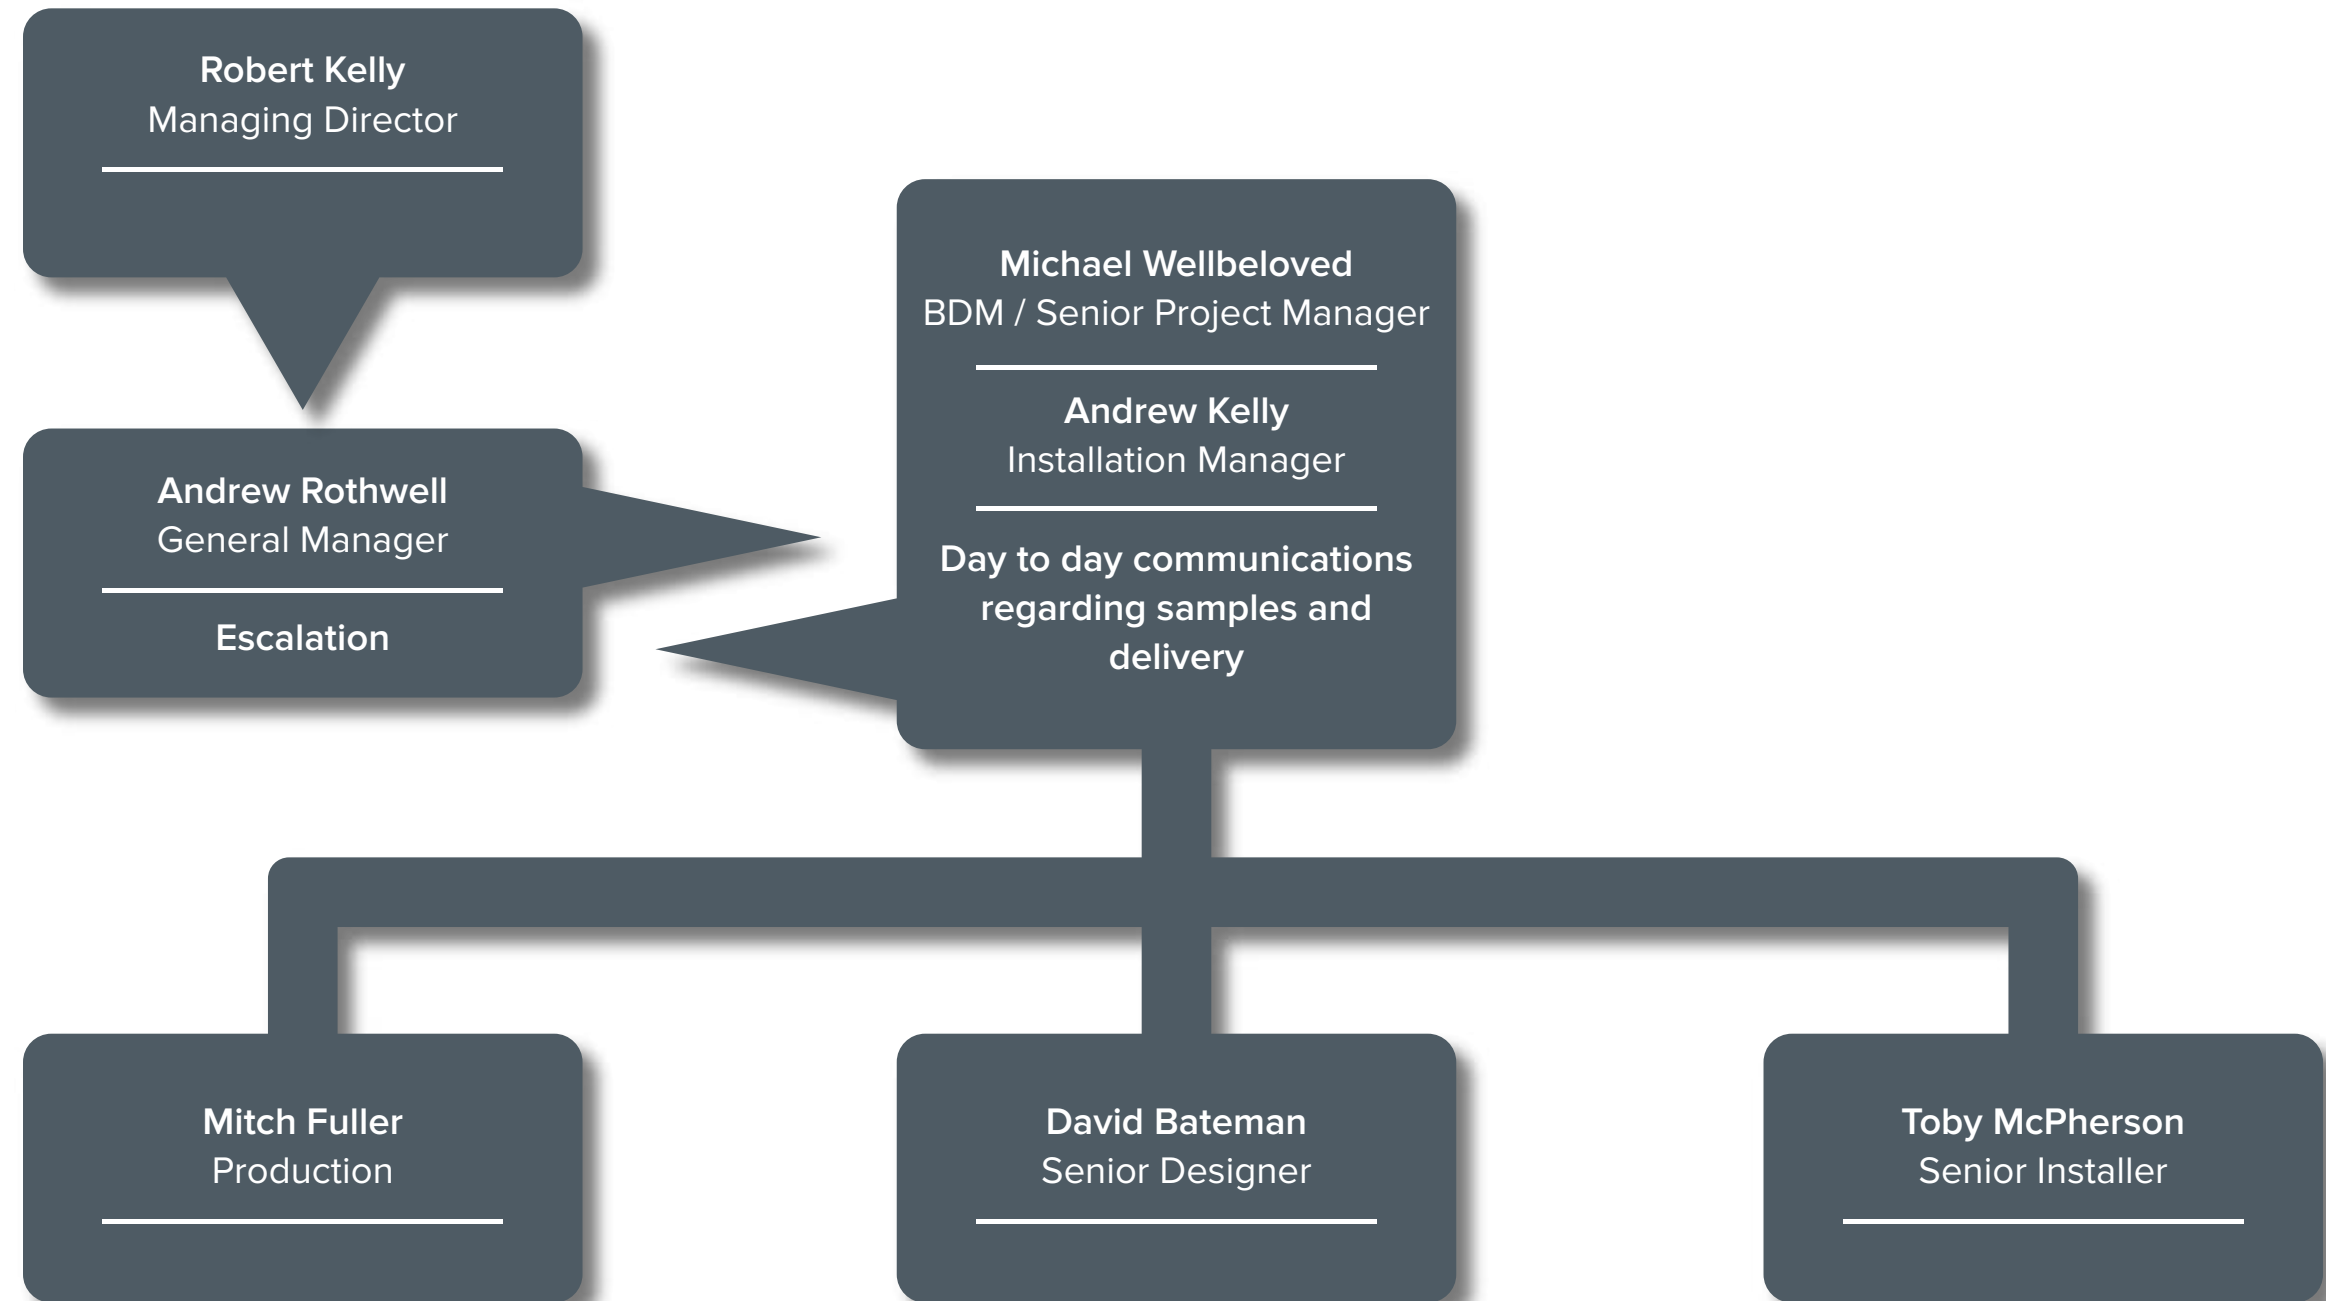 Robert Kelly
Managing Director
Andrew Rothwell
General Manager
Escalation
Michael Wellbeloved
BDM / Senior Project Manager
Andrew Kelly
Installation Manager
Day to day communications
regarding samples and
delivery
Mitch Fuller
Production
David Bateman
Senior Designer
Toby McPherson
Senior Installer